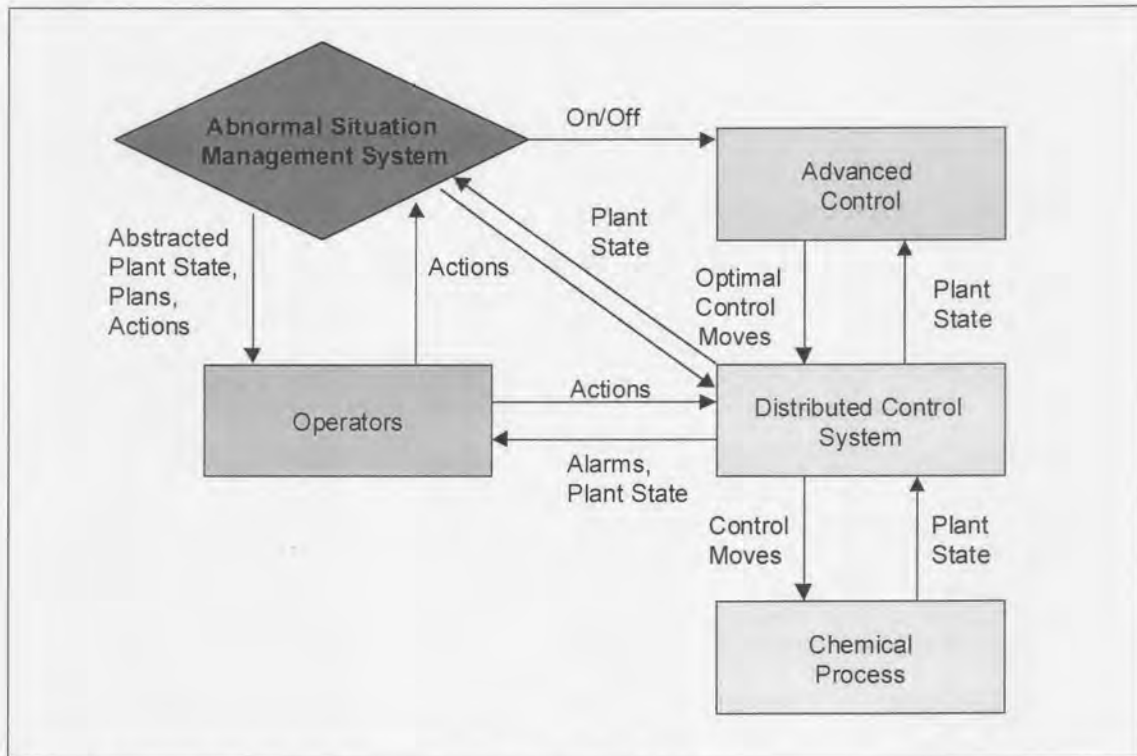 Abnormal Situation
Management System
On/Off
Advanced
Control
Abstracted
Plant State,
Plans,
Actions
Actions
Plant
State
Optimal
Control
Moves
Plant
State
Operators
Actions
Alarms,
Plant State
Distributed Control
System
Control
Moves
Plant
State
Chemical
Process